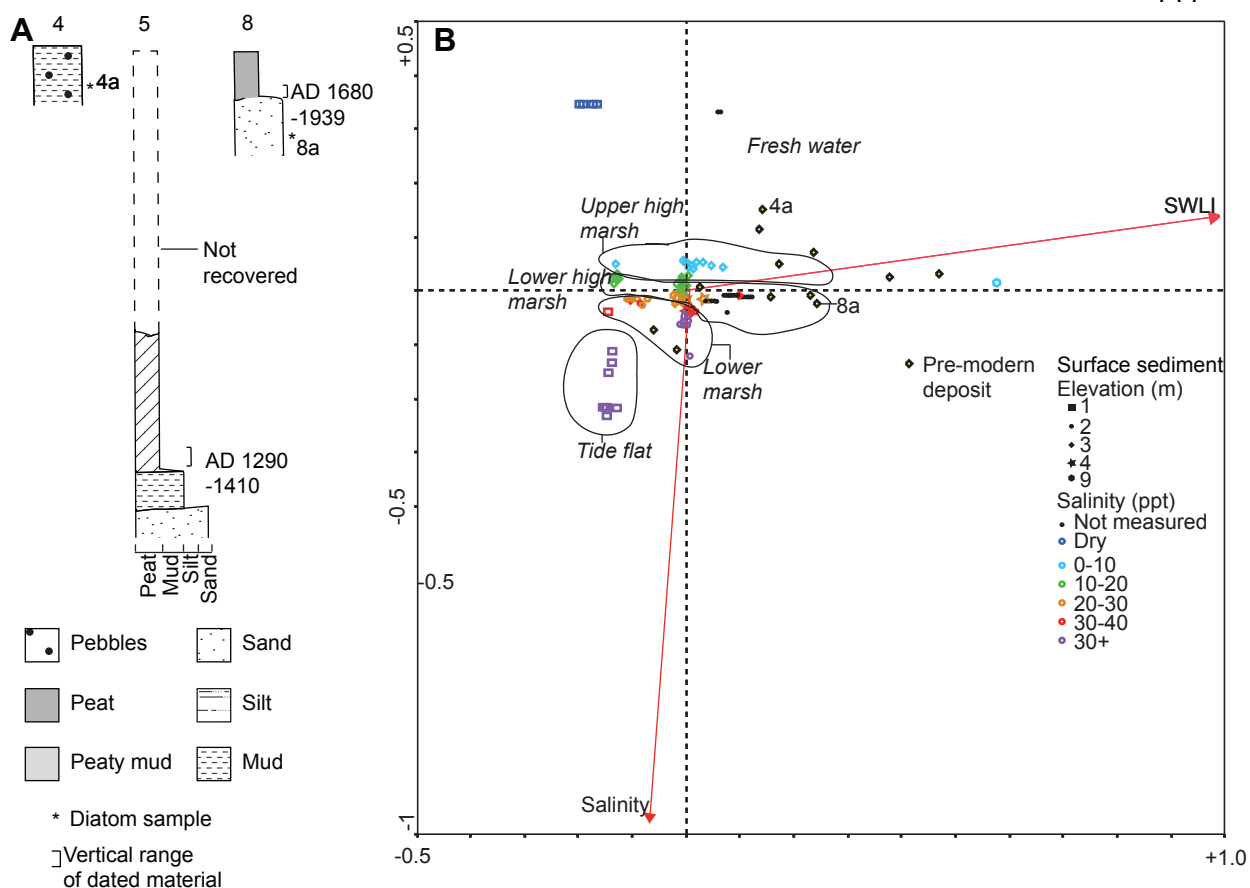 A
4
5
8
4a
AD 1680
-1939
8a
Not
recovered
AD 1290
-1410
Peat
Mud
Silt
Sand
Pebbles
Sand
Peat
Silt
Peaty mud
Mud
* Diatom sample
Vertical range
of dated material
B
+0.5
Fresh water
Upper high
marsh
4a
SWLI
Lower high
marsh
8a
Lower
marsh
Tide flat
Pre-modern
deposit
Surface sediment
Elevation (m)
1
2
3
4
9
Salinity (ppt)
Not measured
Dry
0-10
10-20
20-30
30-40
30+
-0.5
-0.5
Salinity
-1
-0.5
+1.0